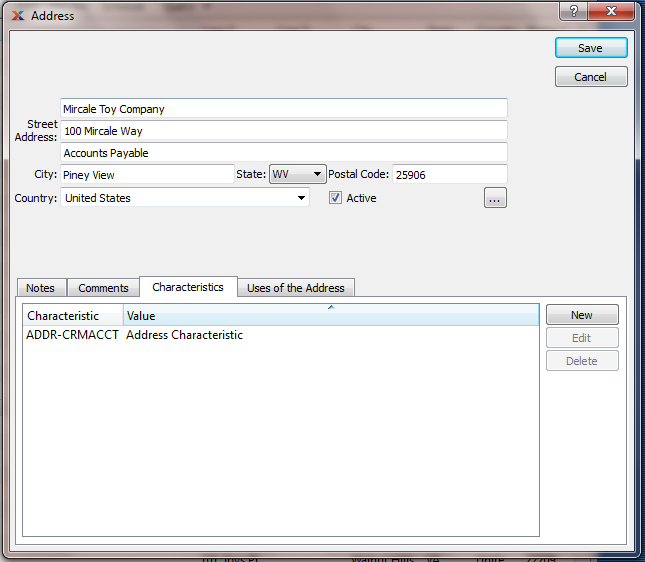 Address
?
Save
Cancel
Mircale Toy Company
Street Address:
100 Mircale Way
Accounts Payable
City: Piney View State: WV Postal Code: 25906
Country: United States Active ...
Notes Comments Characteristics Uses of the Address
Characteristic Value
New
ADDR-CRMACCT Address Characteristic
Edit
Delete